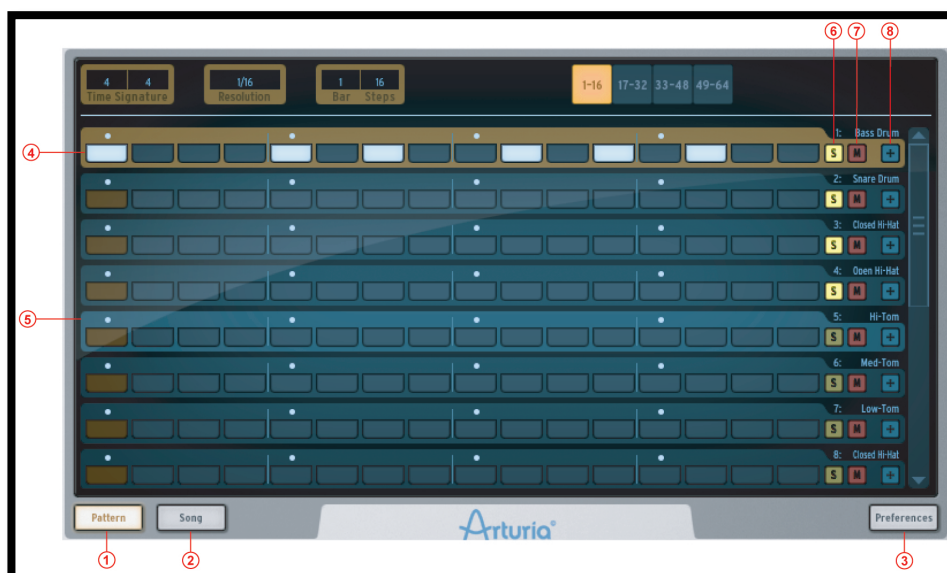 6 7 8
4 4 1/16 1 16
Time Signature Resolution Bar Steps
1-16 17-32 33-48 49-64
1: Bass Drum
4 S M +
2: Snare Drum
S M +
3: Closed Hi-Hat
S M +
4: Open Hi-Hat
S M +
5 5: Hi-Tom
S M +
6: Med-Tom
S M +
7: Low-Tom
S M +
8: Closed Hi-Hat
S M +
Pattern Song Arturia® Preferences
1 2 3